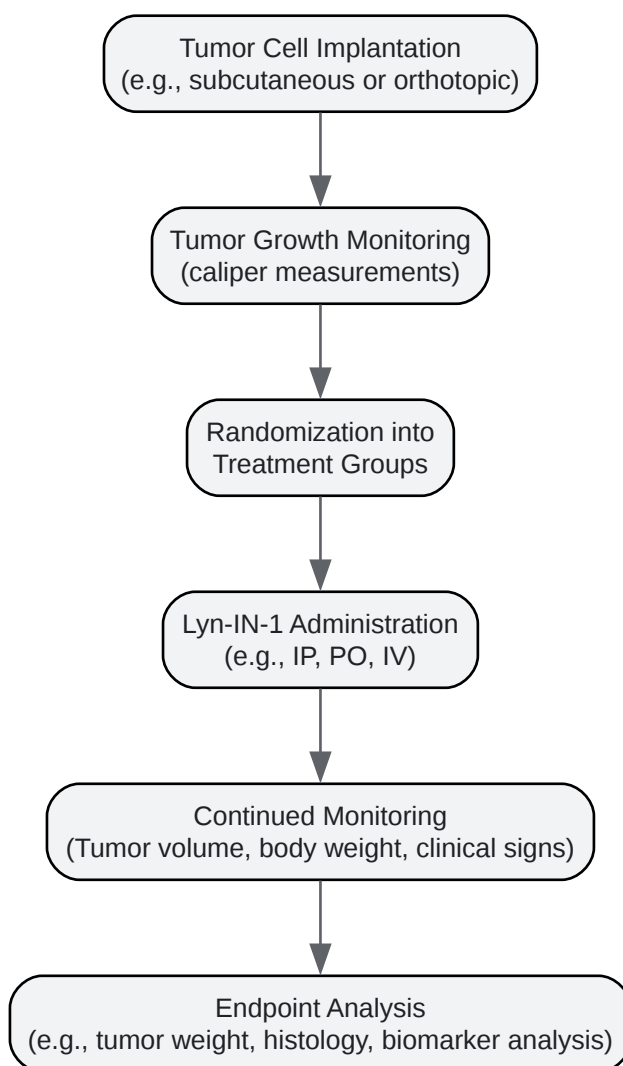 Tumor Cell Implantation
(e.g., subcutaneous or orthotopic)
Tumor Growth Monitoring
(caliper measurements)
Randomization into
Treatment Groups
Lyn-IN-1 Administration
(e.g., IP, PO, IV)
Continued Monitoring
(Tumor volume, body weight, clinical signs)
Endpoint Analysis
(e.g., tumor weight, histology, biomarker analysis)